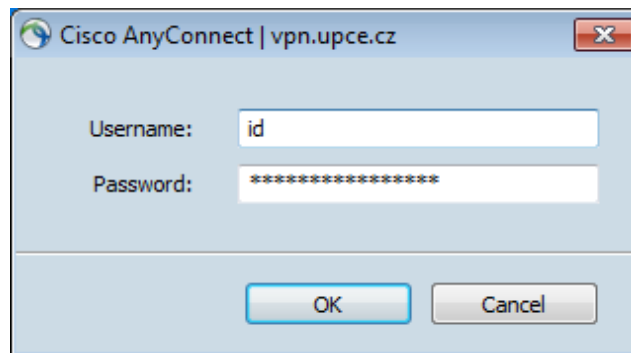 Cisco AnyConnect | vpn.upce.cz
Username: id
Password: ****************
OK Cancel